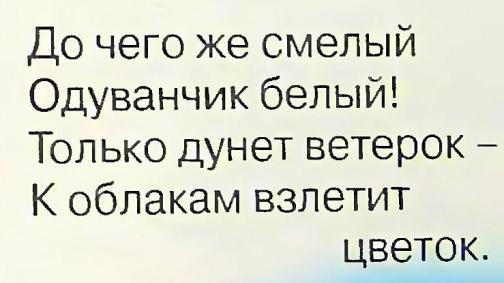 До чего же смелый
Одуванчик белый!
Только дунет ветерок –
К облакам взлетит
цветок.